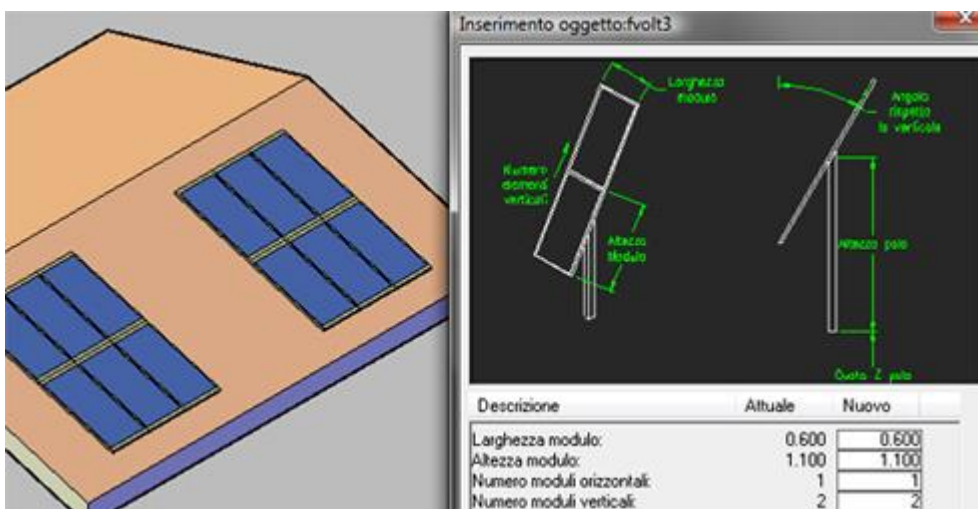 Inserimento oggetto:fvolt3
Larghezza
modulo
Numero
elementi
verticali
Altezza
Modulo
Angolo
rispetto
la verticale
Altezza palo
Quota Z palo
Descrizione Attuale Nuovo
Larghezza modulo: 0.600 0.600
Altezza modulo: 1.100 1.100
Numero moduli orizzontali: 1 1
Numero moduli verticali: 2 2